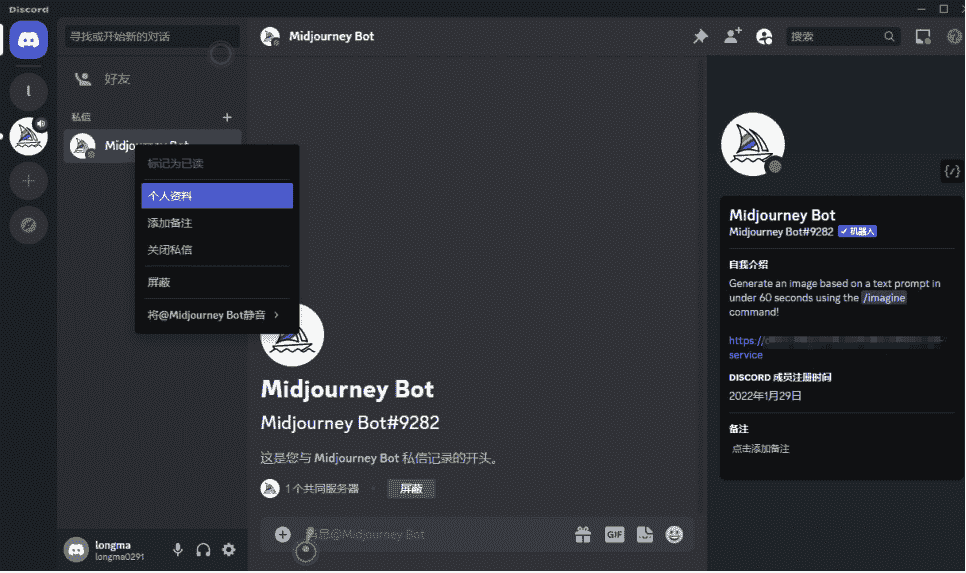 Discord
寻找或开始新的对话
Midjourney Bot
搜索
好友
私信
标记为已读
个人资料
添加备注
关闭私信
屏蔽
将@Midjourney Bot静音
Midjourney Bot
Midjourney Bot#9282
这是您与 Midjourney Bot 私信记录的开头。
1个共同服务器
屏蔽
@Midjourney Bot
GIF
longma
longma0291
Midjourney Bot
Midjourney Bot#9282 ✓ 机器人
自我介绍
Generate an image based on a text prompt in
under 60 seconds using the /imagine
command!
https://
service
DISCORD 成员注册时间
2022年1月29日
备注
点击添加备注